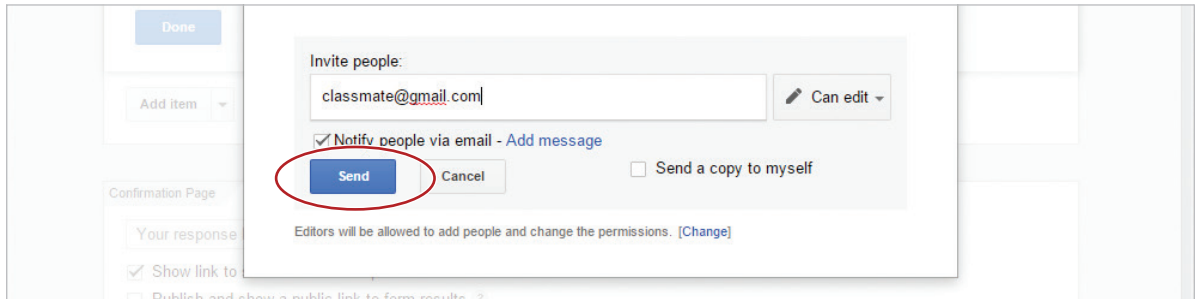 Done
Invite people:
classmate@gmail.com
Can edit
Add item
Notify people via email - Add message
Send
Cancel
Send a copy to myself
Confirmation Page
Your response
Editors will be allowed to add people and change the permissions. [Change]
Show link to
Publish and show a public link to form results ?